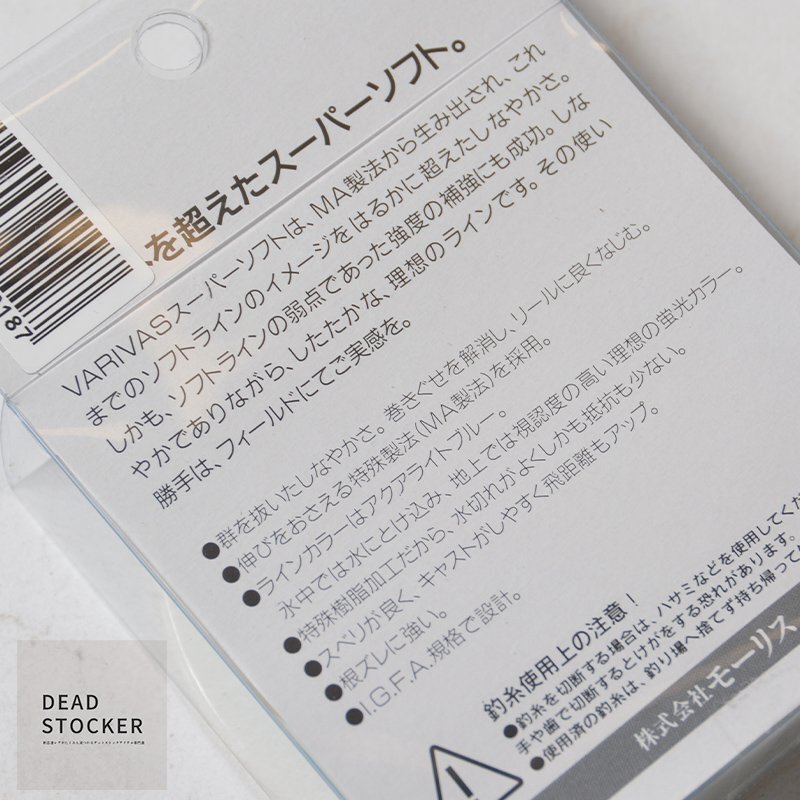 を超えたスーパーソフト。
VARIVASスーパーソフトは、MA製法から生み出され、これ
までのソフトラインのイメージをはるかに超えたしなやかさ。
しかも、ソフトラインの弱点であった強度の補強にも成功。しな
やかでありながら、したたかな、理想のラインです。その使い
勝手は、フィールドにてご実感を。
●群を抜いたしなやかさ。巻きぐせを解消し、リールに良くなじむ。
●伸びをおさえる特殊製法(MA製法)を採用。
●ラインカラーはアクアライトブルー。
水中では水にとけ込み、地上では視認度の高い理想の蛍光カラー。
●特殊樹脂加工だから、水切れがよくしかも抵抗も少ない。
●スベリが良く、キャストがしやすく飛距離もアップ。
●根ズレに強い。
●I.G.F.A.規格で設計。
釣糸使用上の注意!
●釣糸を切断する場合は、ハサミなどを使用してくだ
手や歯で切断するとけがをする恐れがあります。
●使用済の釣糸は、釣り場へ捨てず持ち帰って
株式会社モーリス
187
DEAD
STOCKER